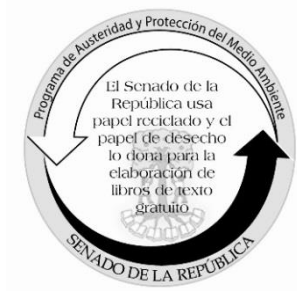 Programa de Austeridad y Protección del Medio Ambiente
El Senado de la
República usa
papel reciclado y el
papel de desecho
lo dona para la
elaboración de
libros de texto
gratuito
SENADO DE LA REPÚBLICA